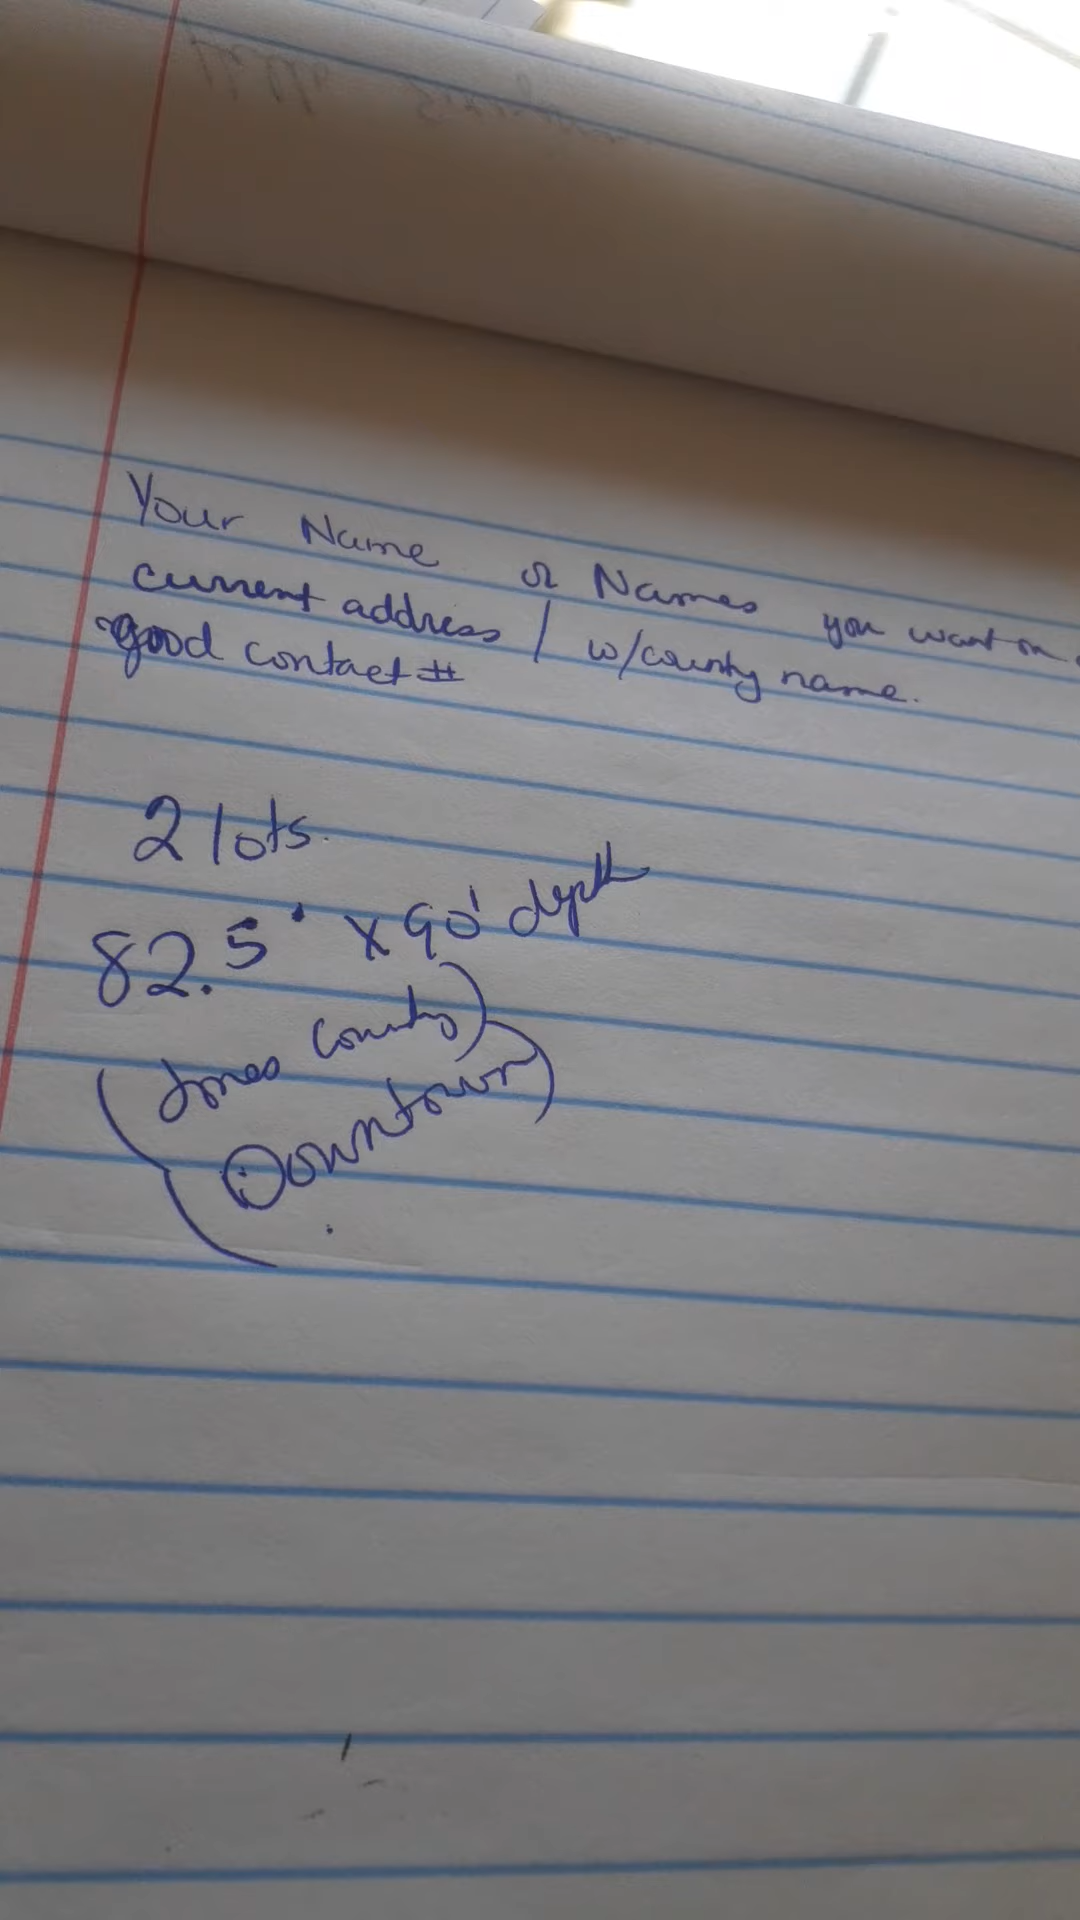 Your Name or Names you want on
current address / w/county name.
good contact #
2 lots.
82.5' x 90' depth
(Jones County)
(Downtown)